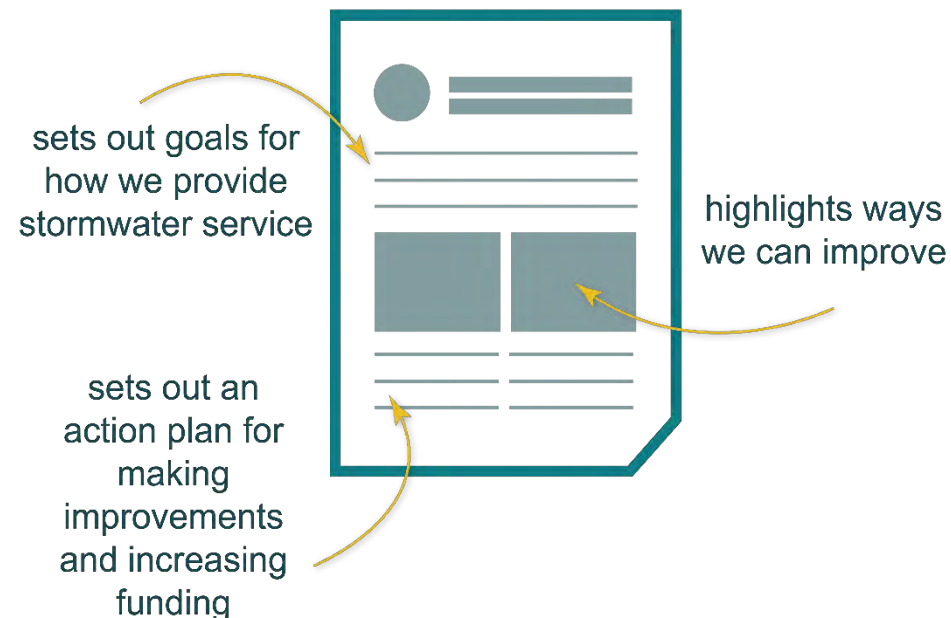 sets out goals for
how we provide
stormwater service
highlights ways
we can improve
sets out an
action plan for
making
improvements
and increasing
funding